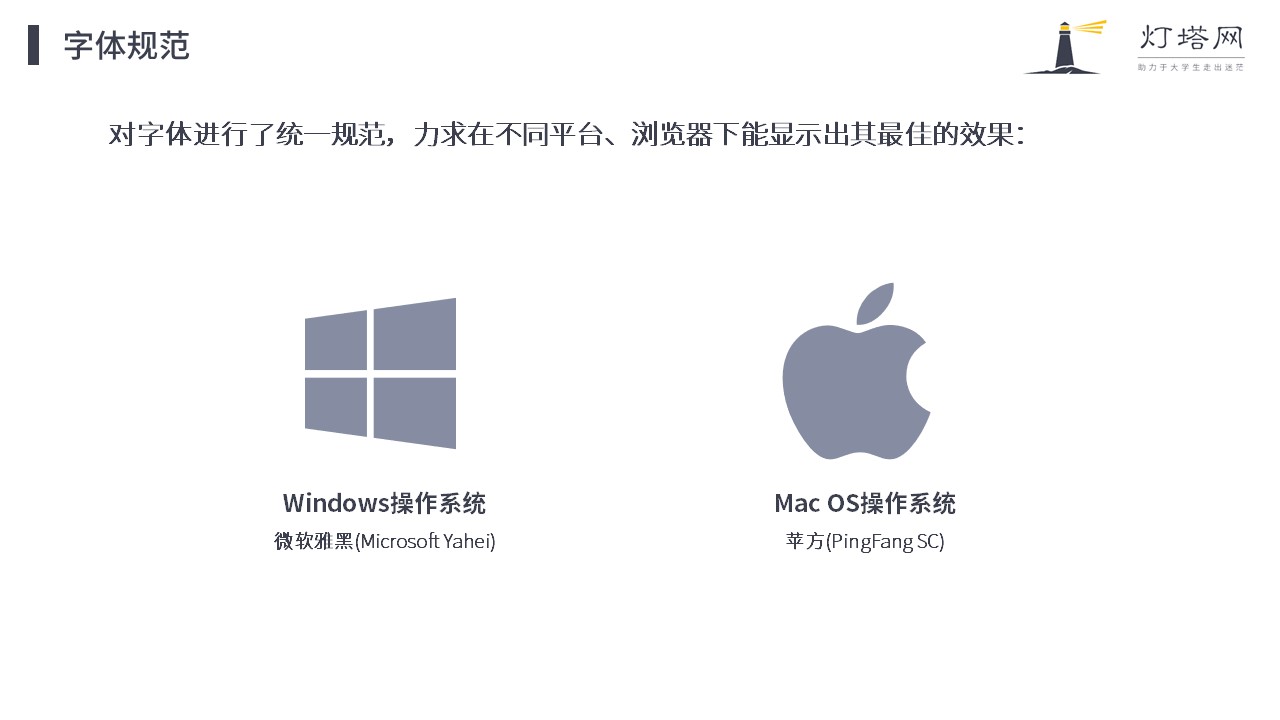 字体规范
灯塔网
助力于大学生走出迷茫
对字体进行了统一规范，力求在不同平台、浏览器下能显示出其最佳的效果：
Windows操作系统
微软雅黑(Microsoft Yahei)
Mac OS操作系统
苹方(PingFang SC)